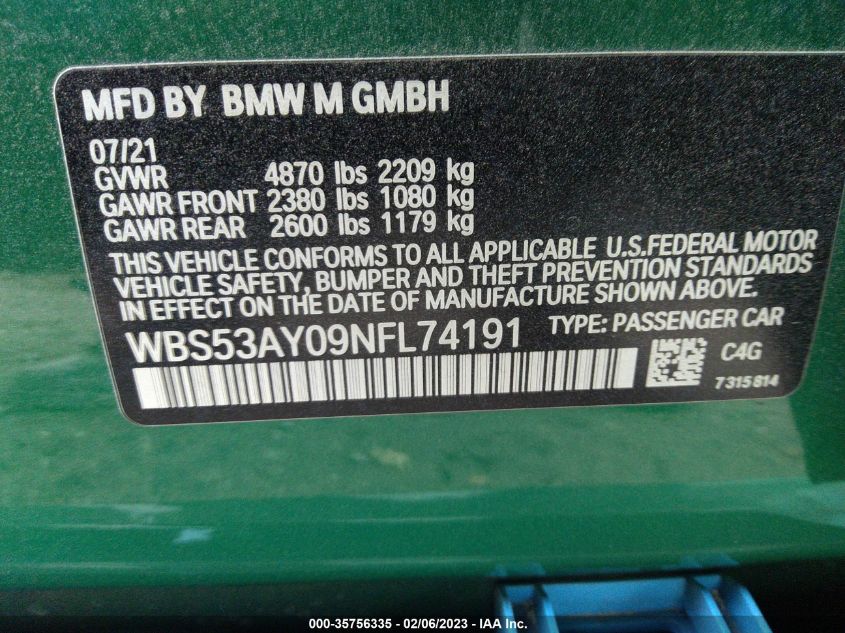 MFD BY BMW M GMBH
07/21
GVWR 4870 lbs 2209 kg
GAWR FRONT 2380 lbs 1080 kg
GAWR REAR 2600 lbs 1179 kg
THIS VEHICLE CONFORMS TO ALL APPLICABLE U.S.FEDERAL MOTOR
VEHICLE SAFETY, BUMPER AND THEFT PREVENTION STANDARDS
IN EFFECT ON THE DATE OF MANUFACTURE SHOWN ABOVE.
WBS53AY09NFL74191 TYPE: PASSENGER CAR
C4G
7315814
000-35756335 - 02/06/2023 - © IAA Inc.